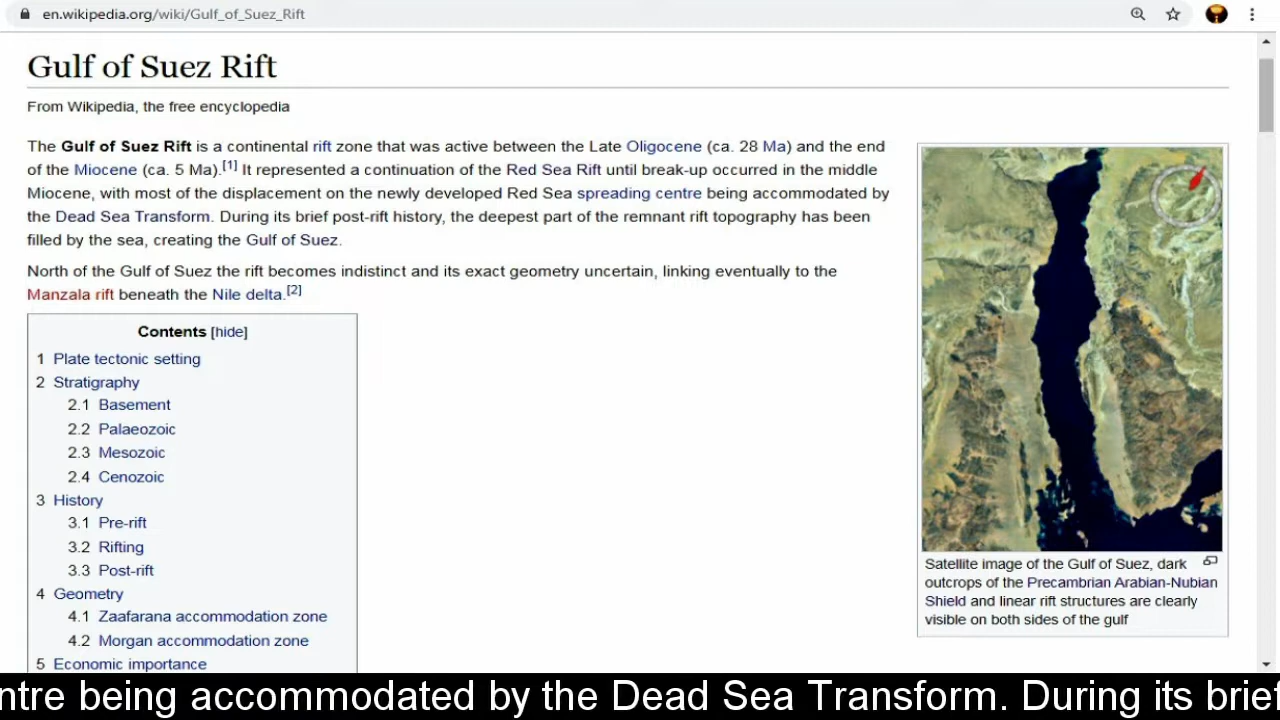 en.wikipedia.org/wiki/Gulf_of_Suez_Rift
Gulf of Suez Rift
From Wikipedia, the free encyclopedia
The Gulf of Suez Rift is a continental rift zone that was active between the Late Oligocene (ca. 28 Ma) and the end
of the Miocene (ca. 5 Ma).[1] It represented a continuation of the Red Sea Rift until break-up occurred in the middle
Miocene, with most of the displacement on the newly developed Red Sea spreading centre being accommodated by
the Dead Sea Transform. During its brief post-rift history, the deepest part of the remnant rift topography has been
filled by the sea, creating the Gulf of Suez.
North of the Gulf of Suez the rift becomes indistinct and its exact geometry uncertain, linking eventually to the
Manzala rift beneath the Nile delta.[2]
Contents [hide]
1 Plate tectonic setting
2 Stratigraphy
2.1 Basement
2.2 Palaeozoic
2.3 Mesozoic
2.4 Cenozoic
3 History
3.1 Pre-rift
3.2 Rifting
3.3 Post-rift
4 Geometry
4.1 Zaafarana accommodation zone
4.2 Morgan accommodation zone
5 Economic importance
Satellite image of the Gulf of Suez, dark
outcrops of the Precambrian Arabian-Nubian
Shield and linear rift structures are clearly
visible on both sides of the gulf
ntre being accommodated by the Dead Sea Transform. During its brief